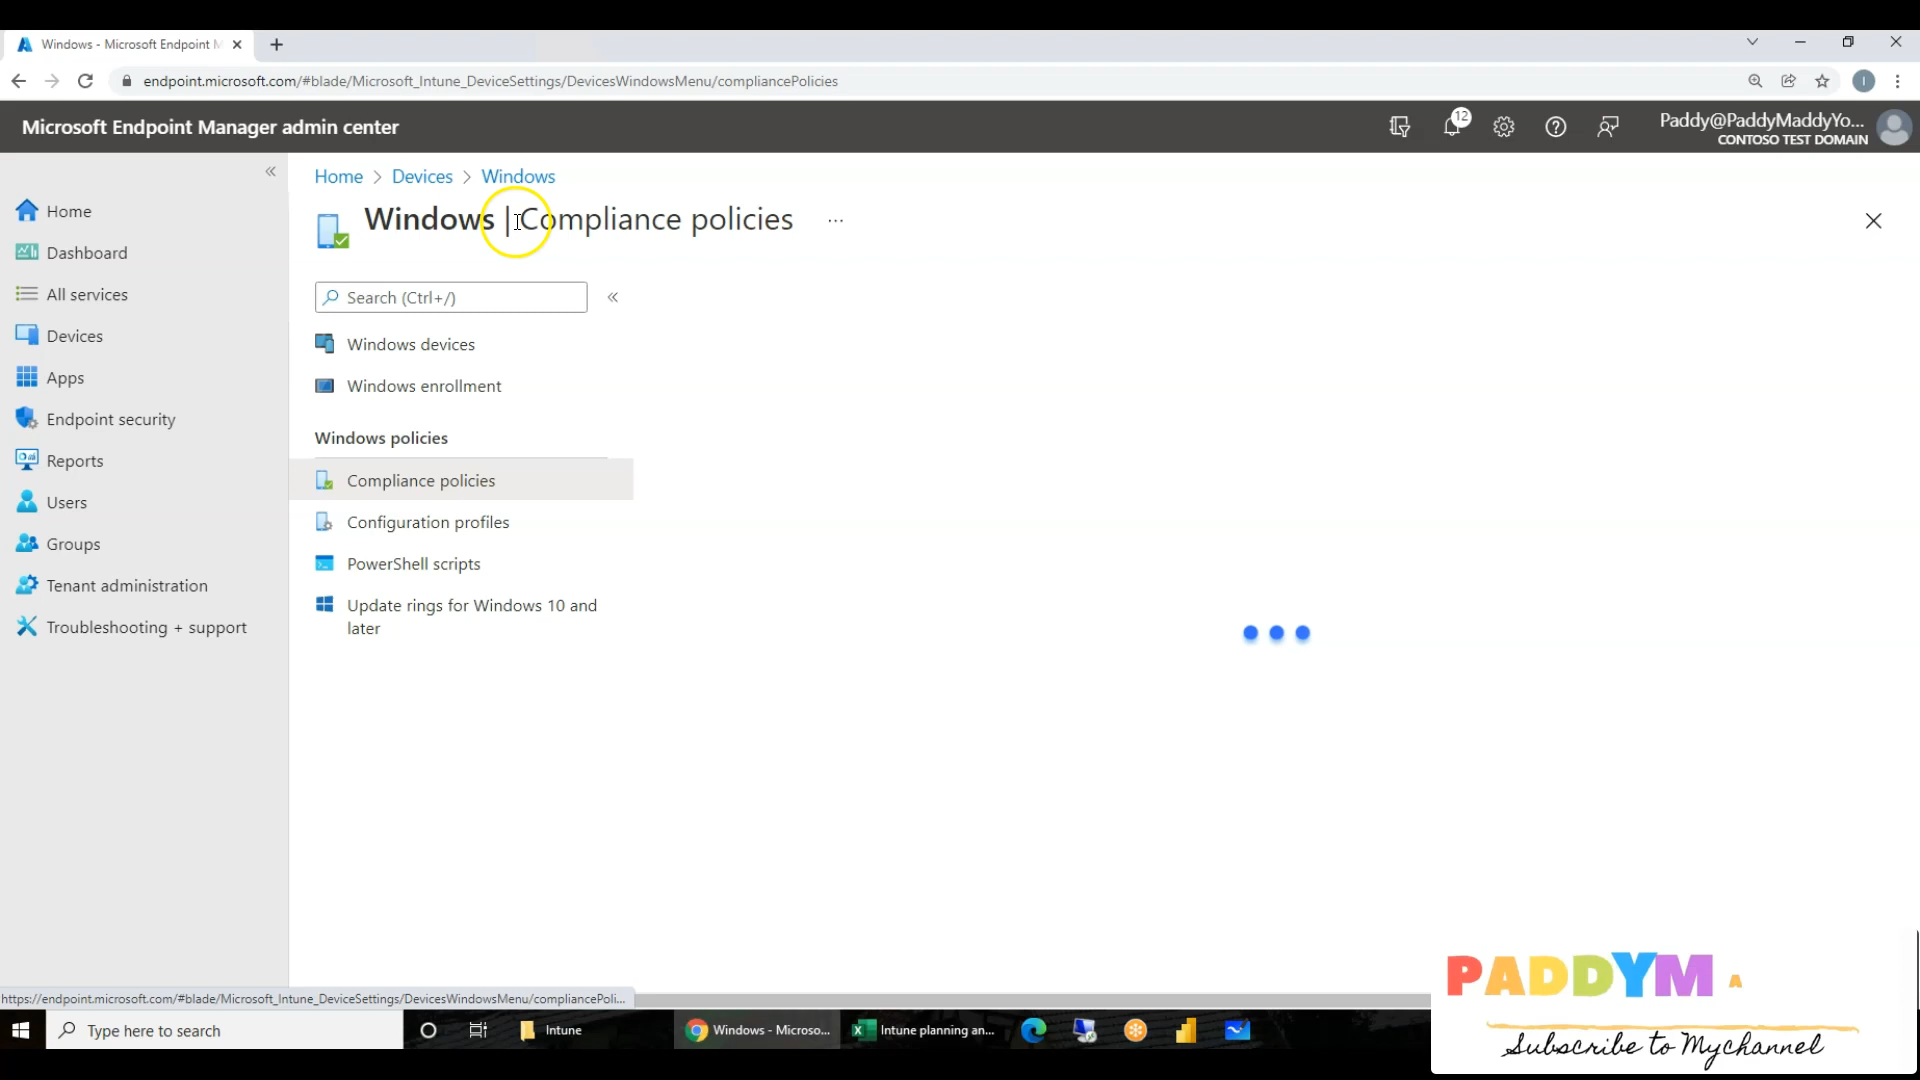 Windows - Microsoft Endpoint M
endpoint.microsoft.com/#blade/Microsoft_Intune_DeviceSettings/DevicesWindowsMenu/compliancePolicies
Microsoft Endpoint Manager admin center
12
Paddy@PaddyMaddyYo...
CONTOSO TEST DOMAIN
Home > Devices > Windows
Windows | Compliance policies
Search (Ctrl+/)
Home
Dashboard
All services
Devices
Apps
Endpoint security
Reports
Users
Groups
Tenant administration
Troubleshooting + support
Windows devices
Windows enrollment
Windows policies
Compliance policies
Configuration profiles
PowerShell scripts
Update rings for Windows 10 and
later
https://endpoint.microsoft.com/#blade/Microsoft_Intune_DeviceSettings/DevicesWindowsMenu/compliancePoli...
Type here to search
Intune
Windows - Microso...
Intune planning an...
PADDYM A
Subscribe to Mychannel